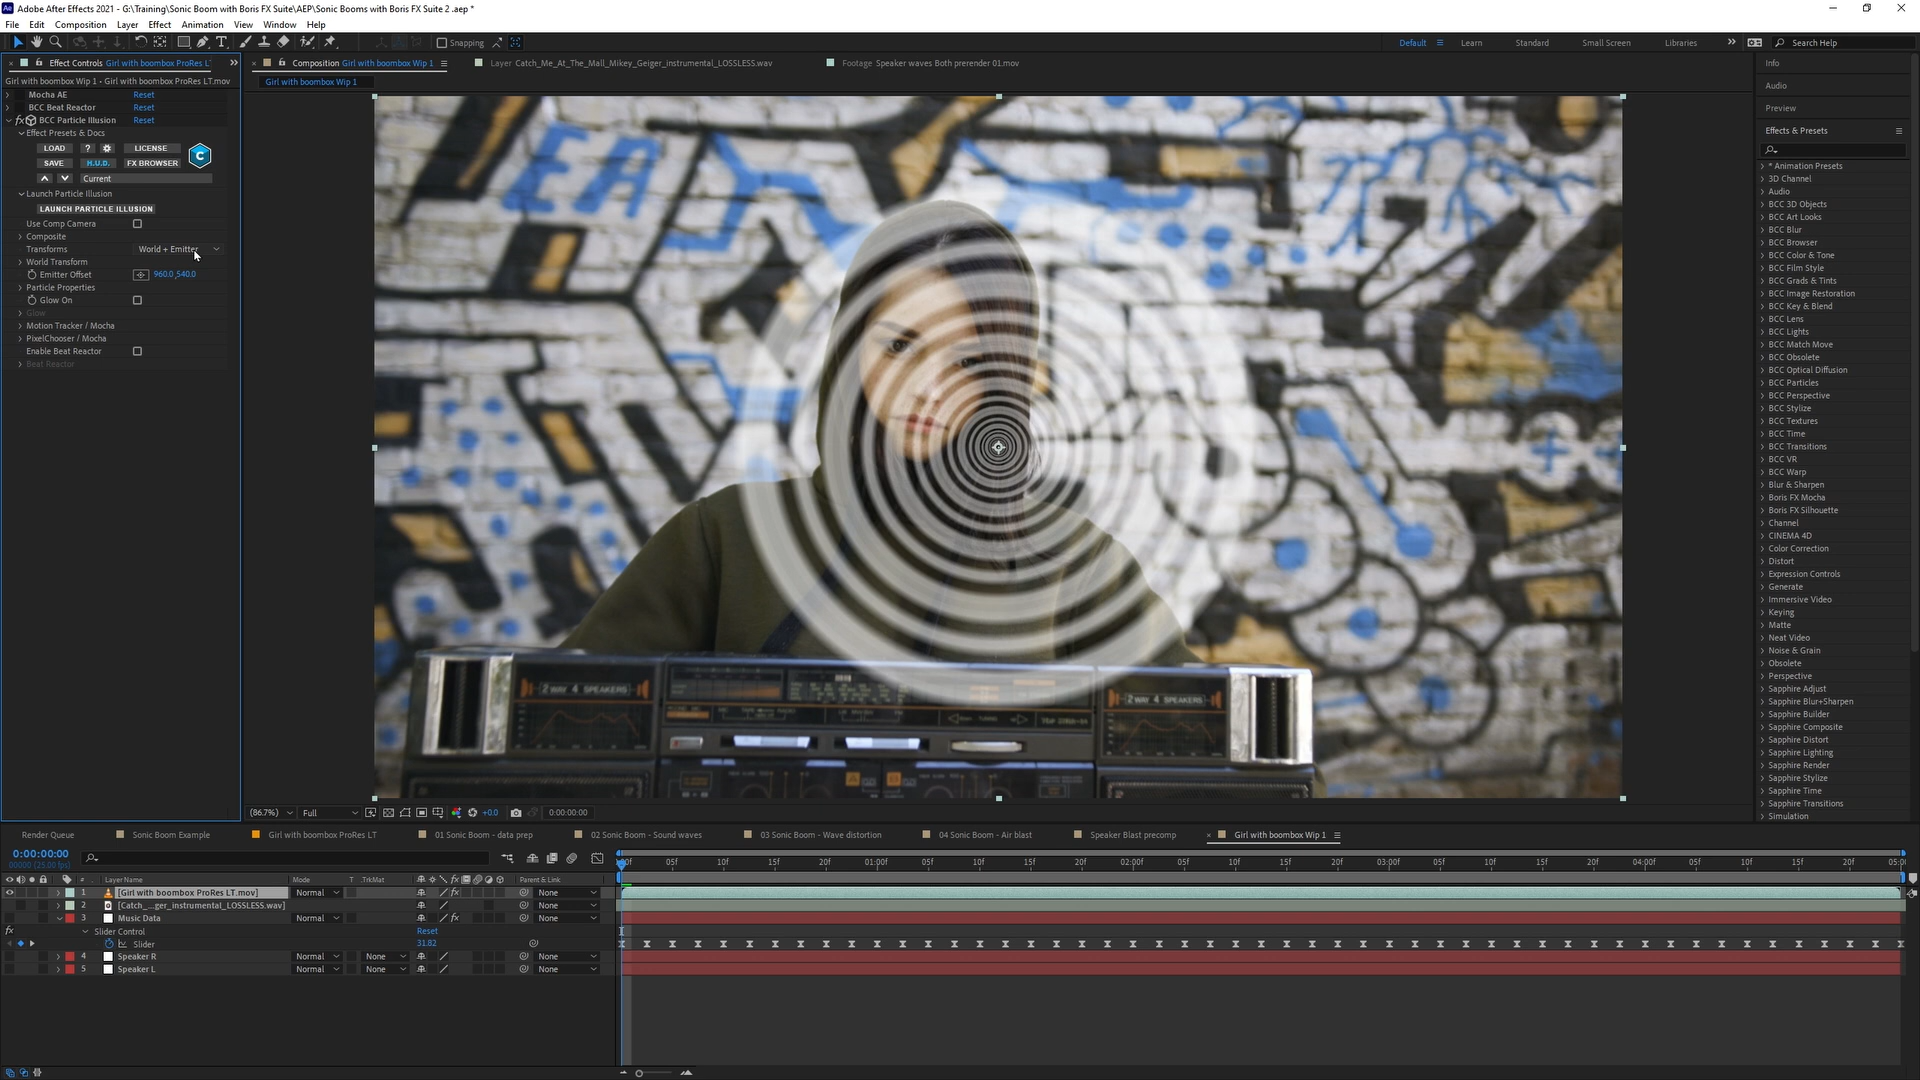 Adobe After Effects 2021 - G:\Training\Sonic Boom with Boris FX Suite\AEP\Sonic Booms with Boris FX Suite 2 .aep *
File Edit Composition Layer Effect Animation View Window Help
Snapping
Default Learn Standard Small Screen Libraries Search Help
Effect Controls Girl with boombox ProRes L
Composition Girl with boombox Wip 1
Layer Catch_Me_At_The_Mall_Mikey_Geiger_instrumental_LOSSLESS.wav
Footage Speaker waves Both prerender 01.mov
Girl with boombox Wip 1 - Girl with boombox ProRes LT.mov
Girl with boombox Wip 1
Mocha AE Reset
BCC Beat Reactor Reset
fx BCC Particle Illusion Reset
Effect Presets & Docs
LOAD ? LICENSE
SAVE H.U.D. FX BROWSER
Current
Launch Particle Illusion
LAUNCH PARTICLE ILLUSION
Use Comp Camera
Composite
Transforms World + Emitter
World Transform
Emitter Offset 960.0,540.0
Particle Properties
Glow On
Glow
Motion Tracker / Mocha
PixelChooser / Mocha
Enable Beat Reactor
Beat Reactor
EA
2 WAY 4 SPEAKERS
2 WAY 4 SPEAKERS
Info
Audio
Preview
Effects & Presets
* Animation Presets
3D Channel
Audio
BCC 3D Objects
BCC Art Looks
BCC Blur
BCC Browser
BCC Color & Tone
BCC Film Style
BCC Grads & Tints
BCC Image Restoration
BCC Key & Blend
BCC Lens
BCC Lights
BCC Match Move
BCC Obsolete
BCC Optical Diffusion
BCC Particles
BCC Perspective
BCC Stylize
BCC Textures
BCC Time
BCC Transitions
BCC VR
BCC Warp
Blur & Sharpen
Boris FX Mocha
Boris FX Silhouette
Channel
CINEMA 4D
Color Correction
Distort
Expression Controls
Generate
Immersive Video
Keying
Matte
Neat Video
Noise & Grain
Obsolete
Perspective
Sapphire Adjust
Sapphire Blur+Sharpen
Sapphire Builder
Sapphire Composite
Sapphire Distort
Sapphire Lighting
Sapphire Render
Sapphire Stylize
Sapphire Time
Sapphire Transitions
Simulation
(86.7%) Full +0.0 0:00:00:00
Render Queue Sonic Boom Example Girl with boombox ProRes LT 01 Sonic Boom - data prep 02 Sonic Boom - Sound waves 03 Sonic Boom - Wave distortion 04 Sonic Boom - Air blast Speaker Blast precomp Girl with boombox Wip 1
0:00:00:00
00000 (25.00 fps)
05f 10f 15f 20f 01:00f 05f 10f 15f 20f 02:00f 05f 10f 15f 20f 03:00f 05f 10f 15f 20f 04:00f 05f 10f 15f 20f 05:0
# Layer Name Mode T .TrkMat Parent & Link
1 [Girl with boombox ProRes LT.mov] Normal fx None
2 [Catch_...ger_instrumental_LOSSLESS.wav] None
3 Music Data Normal fx None
fx Slider Control Reset
Slider 31.82
4 Speaker R Normal None None
5 Speaker L Normal None None